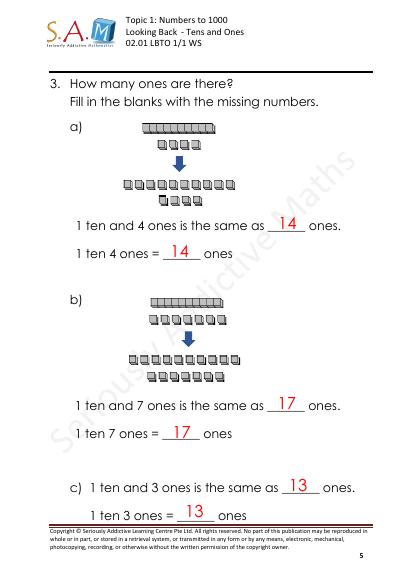 S.A.M
Seriously Addictive Mathematics
Topic 1: Numbers to 1000
Looking Back - Tens and Ones
02.01 LBTO 1/1 WS
3. How many ones are there?
Fill in the blanks with the missing numbers.
a)
1 ten and 4 ones is the same as 14 ones.
1 ten 4 ones = 14 ones
b)
1 ten and 7 ones is the same as 17 ones.
1 ten 7 ones = 17 ones
c) 1 ten and 3 ones is the same as 13 ones.
1 ten 3 ones = 13 ones
Seriously Addictive Maths
Copyright © Seriously Addictive Learning Centre Pte Ltd. All rights reserved. No part of this publication may be reproduced in
whole or in part, or stored in a retrieval system, or transmitted in any form or by any means, electronic, mechanical,
photocopying, recording, or otherwise without the written permission of the copyright owner.
5